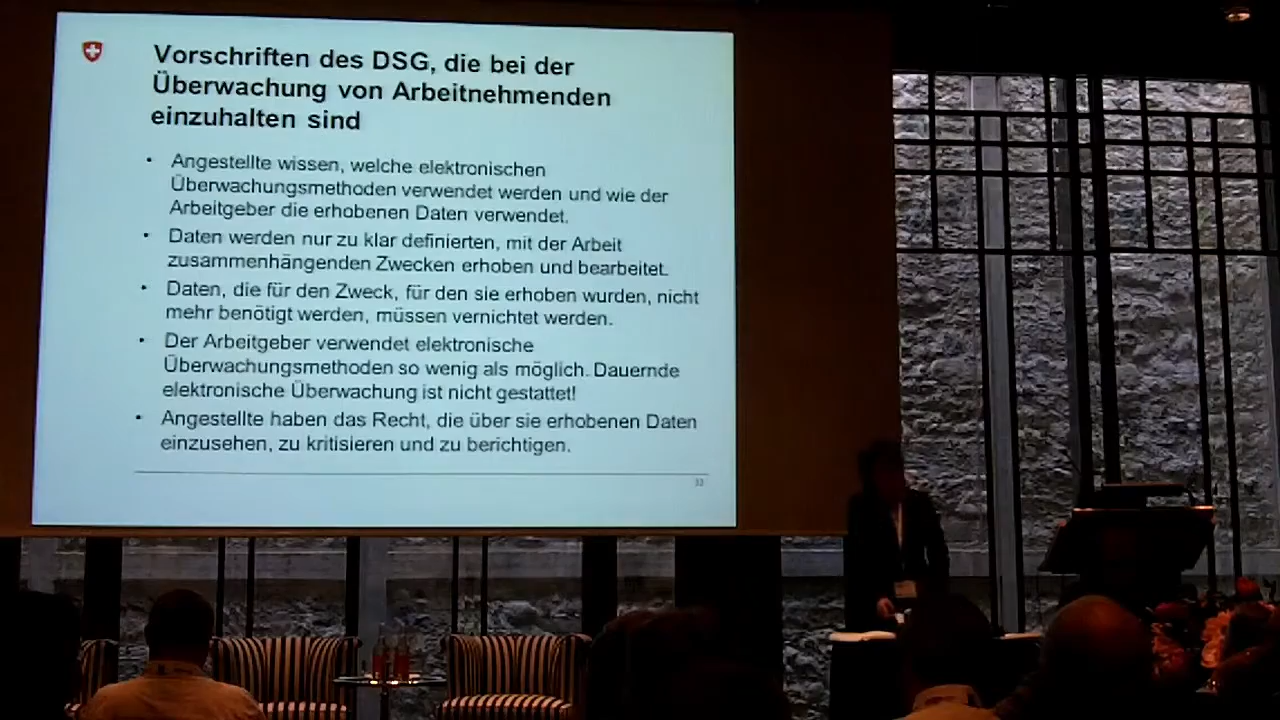 Vorschriften des DSG, die bei der
Überwachung von Arbeitnehmenden
einzuhalten sind
• Angestellte wissen, welche elektronischen
Überwachungsmethoden verwendet werden und wie der
Arbeitgeber die erhobenen Daten verwendet.
• Daten werden nur zu klar definierten, mit der Arbeit
zusammenhängenden Zwecken erhoben und bearbeitet.
• Daten, die für den Zweck, für den sie erhoben wurden, nicht
mehr benötigt werden, müssen vernichtet werden.
• Der Arbeitgeber verwendet elektronische
Überwachungsmethoden so wenig als möglich. Dauernde
elektronische Überwachung ist nicht gestattet!
• Angestellte haben das Recht, die über sie erhobenen Daten
einzusehen, zu kritisieren und zu berichtigen.